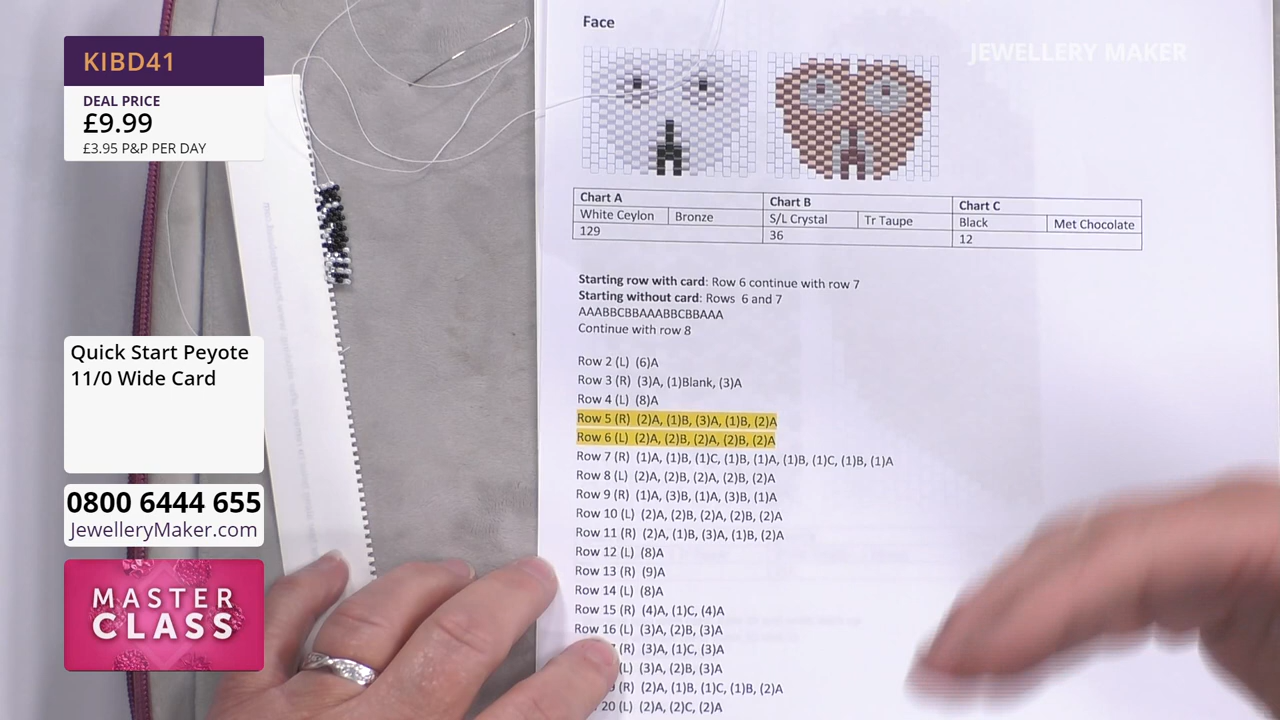 KIBD41
DEAL PRICE
£9.99
£3.95 P&P PER DAY
Quick Start Peyote
11/0 Wide Card
0800 6444 655
JewelleryMaker.com
MASTER
CLASS
JEWELLERY MAKER
Face
Chart A Chart B Chart C
White Ceylon Bronze S/L Crystal Tr Taupe Black Met Chocolate
129 36 12
Starting row with card: Row 6 continue with row 7
Starting without card: Rows 6 and 7
AAABBCBBAAABBCBBAAA
Continue with row 8
Row 2 (L) (6)A
Row 3 (R) (3)A, (1)Blank, (3)A
Row 4 (L) (8)A
Row 5 (R) (2)A, (1)B, (3)A, (1)B, (2)A
Row 6 (L) (2)A, (2)B, (2)A, (2)B, (2)A
Row 7 (R) (1)A, (1)B, (1)C, (1)B, (1)A, (1)B, (1)C, (1)B, (1)A
Row 8 (L) (2)A, (2)B, (2)A, (2)B, (2)A
Row 9 (R) (1)A, (3)B, (1)A, (3)B, (1)A
Row 10 (L) (2)A, (2)B, (2)A, (2)B, (2)A
Row 11 (R) (2)A, (1)B, (3)A, (1)B, (2)A
Row 12 (L) (8)A
Row 13 (R) (9)A
Row 14 (L) (8)A
Row 15 (R) (4)A, (1)C, (4)A
Row 16 (L) (3)A, (2)B, (3)A
(R) (3)A, (1)C, (3)A
(L) (3)A, (2)B, (3)A
(R) (2)A, (1)B, (1)C, (1)B, (2)A
20 (L) (2)A, (2)C, (2)A